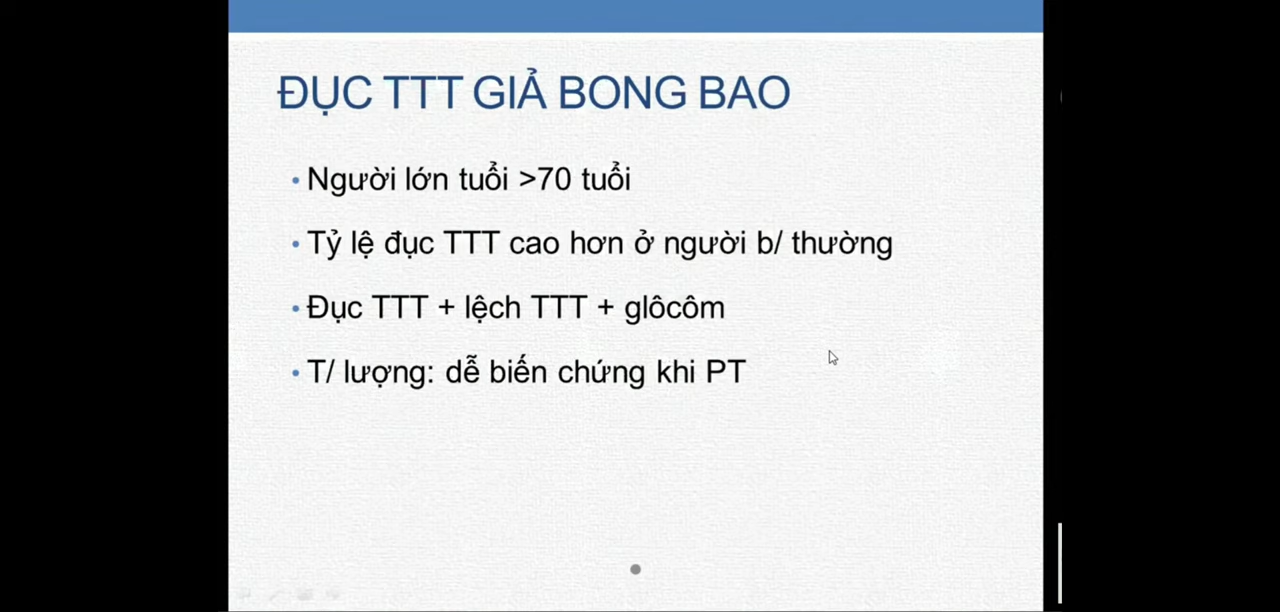 ĐỤC TTT GIẢ BONG BAO
• Người lớn tuổi >70 tuổi
• Tỷ lệ đục TTT cao hơn ở người b/ thường
• Đục TTT + lệch TTT + glôcôm
• T/ lượng: dễ biến chứng khi PT